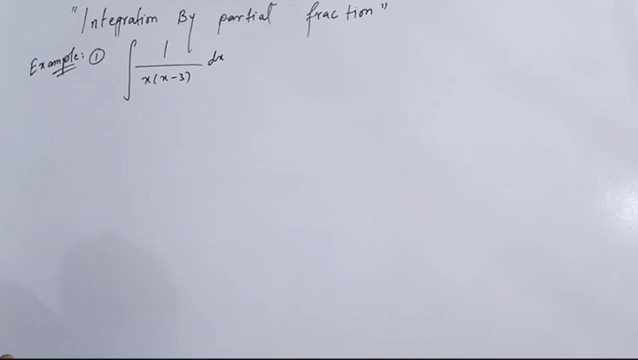 "Integration By partial fraction"
Example: ① ∫ 1 / x(x-3) dx